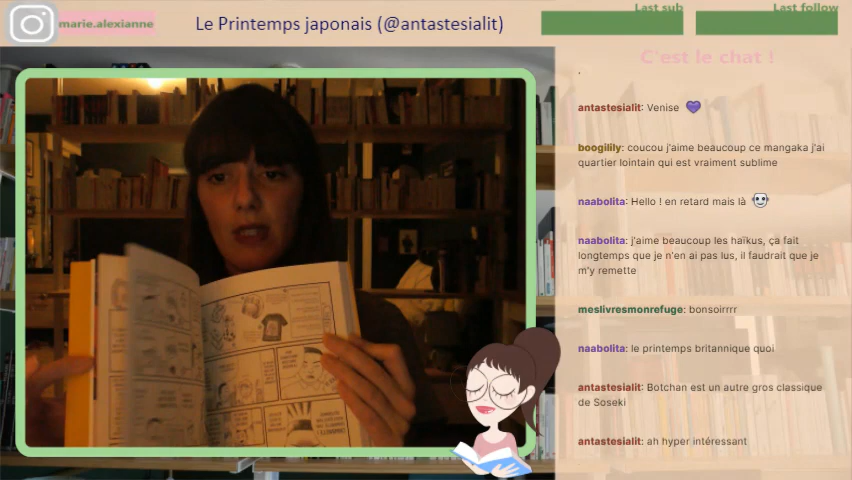 marie.alexianne
Le Printemps japonais (@antastesialit)
Last sub
Last follow
C'est le chat !
antastesialit: Venise
boogilily: coucou j'aime beaucoup ce mangaka j'ai
quartier lointain qui est vraiment sublime
naabolita: Hello ! en retard mais là
naabolita: j'aime beaucoup les haïkus, ça fait
longtemps que je n'en ai pas lus, il faudrait que je
m'y remette
meslivresmonrefuge: bonsoirrrr
naabolita: le printemps britannique quoi
antastesialit: Botchan est un autre gros classique
de Soseki
antastesialit: ah hyper intéressant